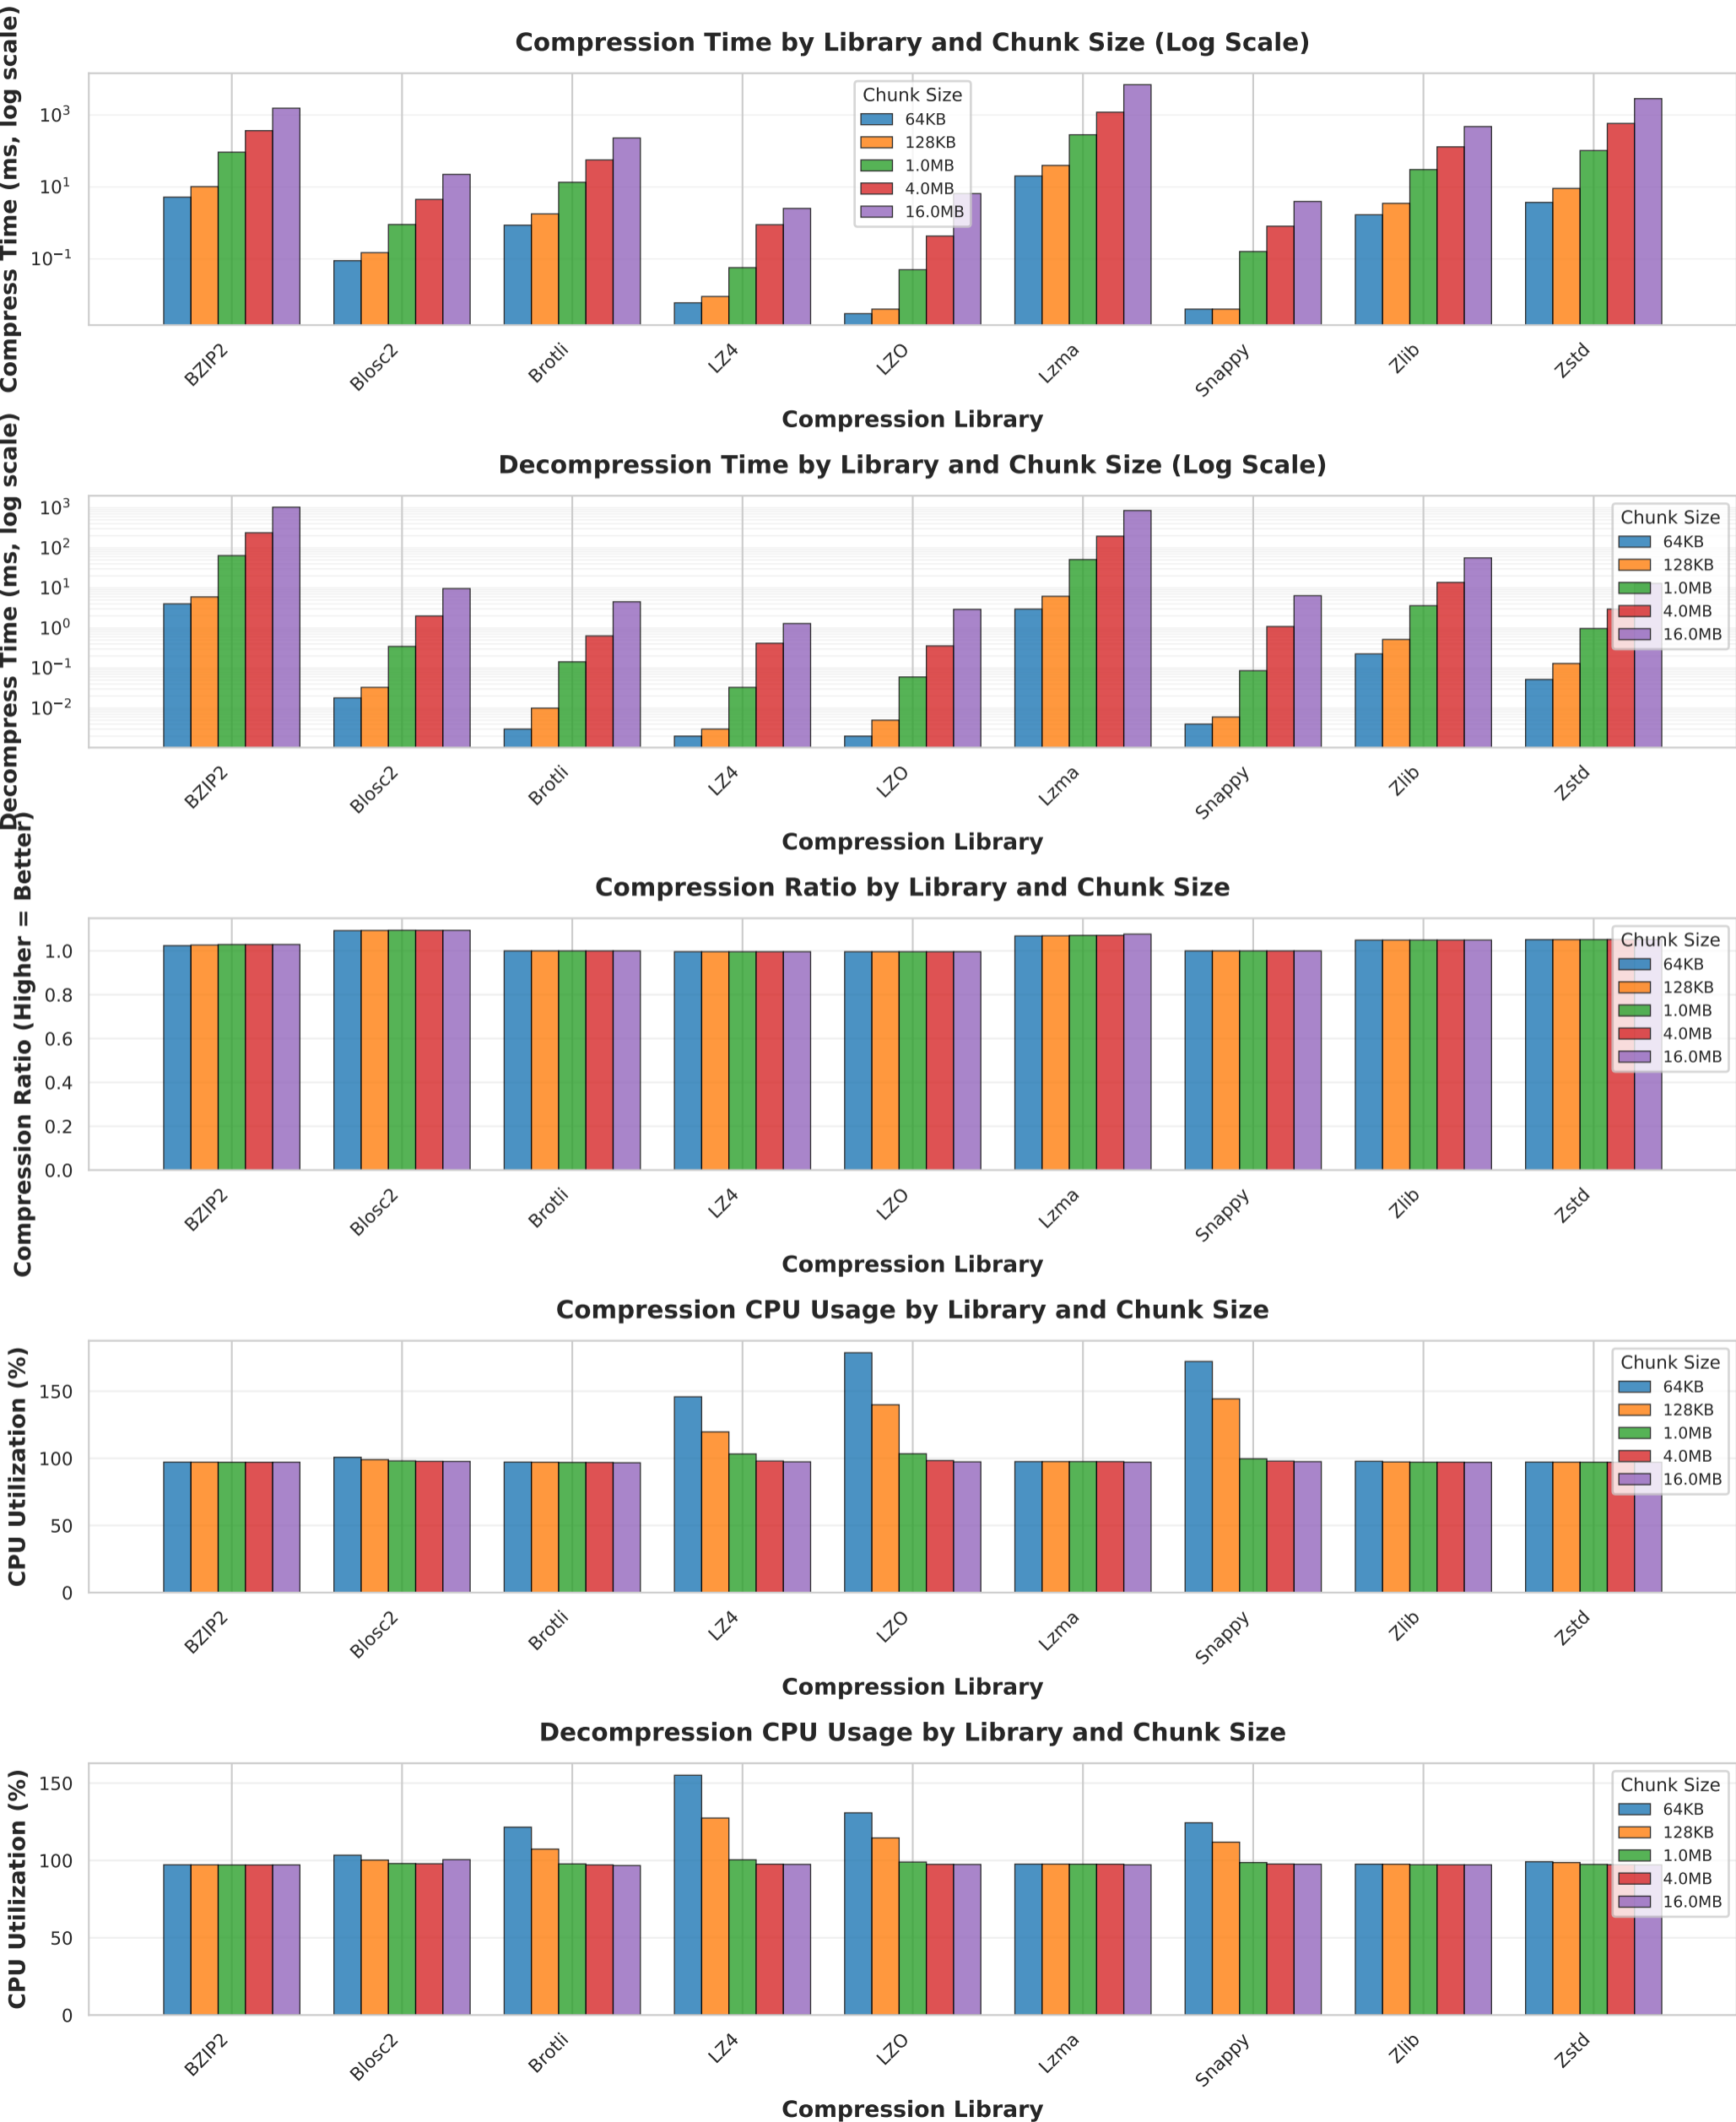 Compression Time by Library and Chunk Size (Log Scale)
Compress Time (ms, log scale)
10³
10¹
10⁻¹
Chunk Size
64KB
128KB
1.0MB
4.0MB
16.0MB
BZIP2
Blosc2
Brotli
LZ4
LZO
Lzma
Snappy
Zlib
Zstd
Compression Library
Decompression Time by Library and Chunk Size (Log Scale)
Decompress Time (ms, log scale)
10³
10²
10¹
10⁰
10⁻¹
10⁻²
Chunk Size
64KB
128KB
1.0MB
4.0MB
16.0MB
BZIP2
Blosc2
Brotli
LZ4
LZO
Lzma
Snappy
Zlib
Zstd
Compression Library
Compression Ratio by Library and Chunk Size
Compression Ratio (Higher = Better)
1.0
0.8
0.6
0.4
0.2
0.0
Chunk Size
64KB
128KB
1.0MB
4.0MB
16.0MB
BZIP2
Blosc2
Brotli
LZ4
LZO
Lzma
Snappy
Zlib
Zstd
Compression Library
Compression CPU Usage by Library and Chunk Size
CPU Utilization (%)
150
100
50
0
Chunk Size
64KB
128KB
1.0MB
4.0MB
16.0MB
BZIP2
Blosc2
Brotli
LZ4
LZO
Lzma
Snappy
Zlib
Zstd
Compression Library
Decompression CPU Usage by Library and Chunk Size
CPU Utilization (%)
150
100
50
0
Chunk Size
64KB
128KB
1.0MB
4.0MB
16.0MB
BZIP2
Blosc2
Brotli
LZ4
LZO
Lzma
Snappy
Zlib
Zstd
Compression Library